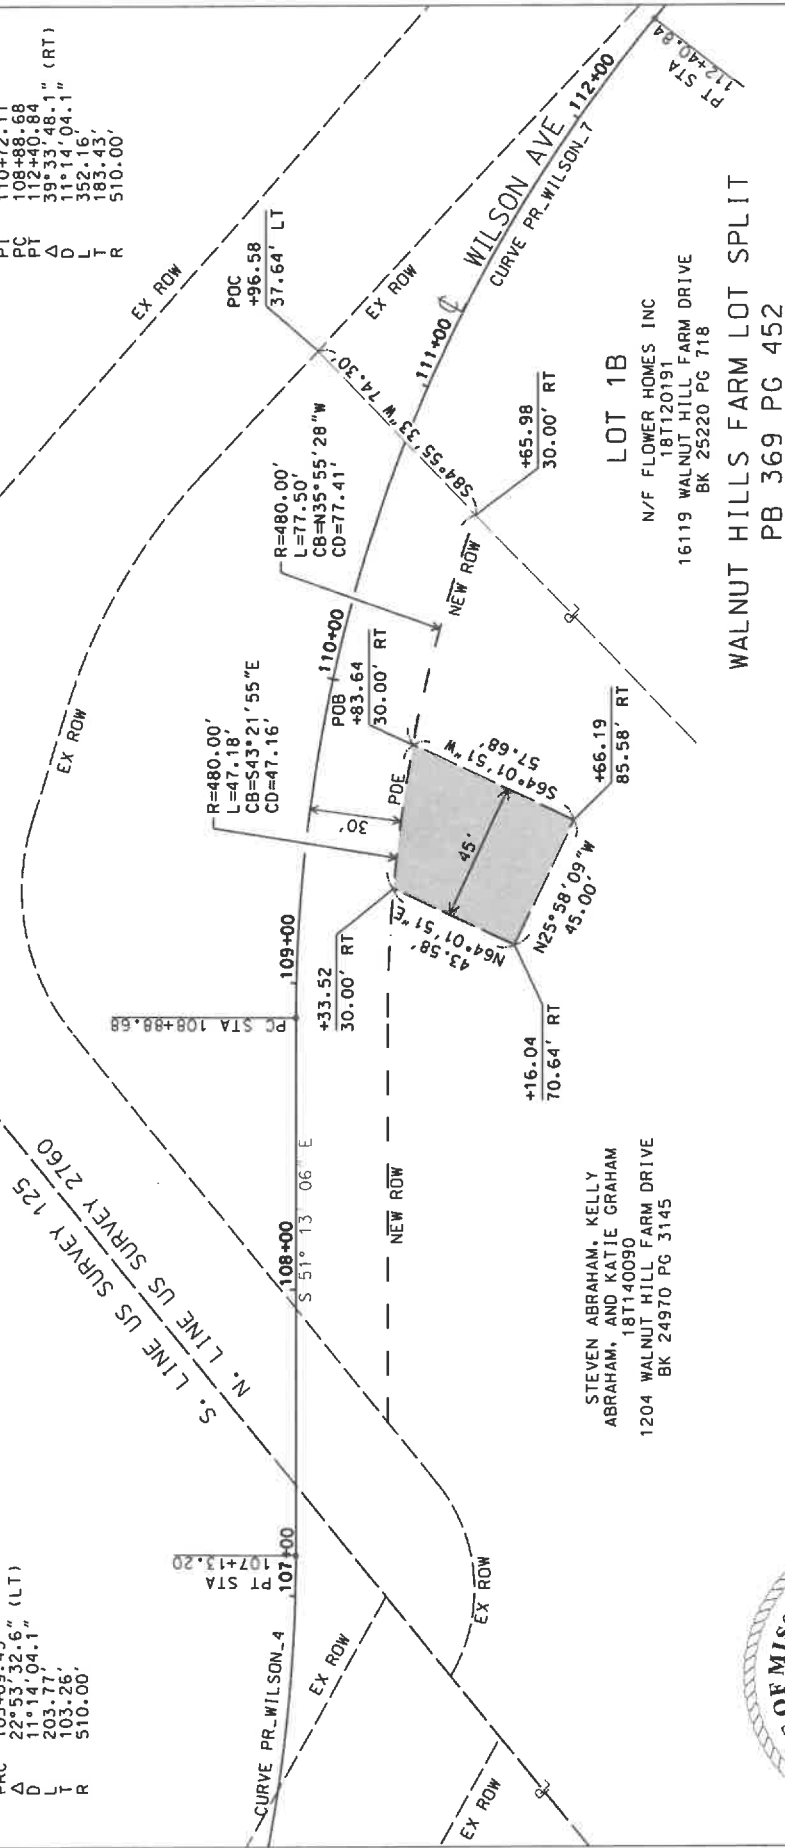 PC 108+88.68
PT 112+40.84
Δ 39°33'48.1" (RT)
D 11°14'04.1"
L 352.16'
T 183.43'
R 510.00'
EX ROW
POC
+96.58
37.64' LT
EX ROW
WILSON AVE
CURVE PR_WILSON_7
112+00
PT STA
112+40.84
111+00
S84°55'33"W 74.30'
R=480.00'
L=77.50'
CB=N35°55'28"W
CD=77.41'
+65.98
30.00' RT
LOT 1B
N/F FLOWER HOMES INC
18T120191
16119 WALNUT HILL FARM DRIVE
BK 25220 PG 718
WALNUT HILLS FARM LOT SPLIT
PB 369 PG 452
NEW ROW
110+00
POB
+83.64
30.00' RT
EX ROW
R=480.00'
L=47.18'
CB=S43°21'55"E
CD=47.16'
PDE
30'
45'
S64°01'51"W
57.68'
+66.19
85.58' RT
N25°58'09"W
45.00'
N64°01'51"E
43.58'
+33.52
30.00' RT
+16.04
70.64' RT
109+00
PC STA 108+88.68
S. LINE US SURVEY 125
N. LINE US SURVEY 2760
108+00
S 51° 13' 06" E
NEW ROW
STEVEN ABRAHAM, KELLY
ABRAHAM, AND KATIE GRAHAM
18T140090
1204 WALNUT HILL FARM DRIVE
BK 24970 PG 3145
PT STA
107+13.20
107+00
EX ROW
CURVE PR_WILSON_4
EX ROW
EX ROW
Δ 22°53'32.6" (LT)
D 11°14'04.1"
L 203.77'
T 103.26'
R 510.00'